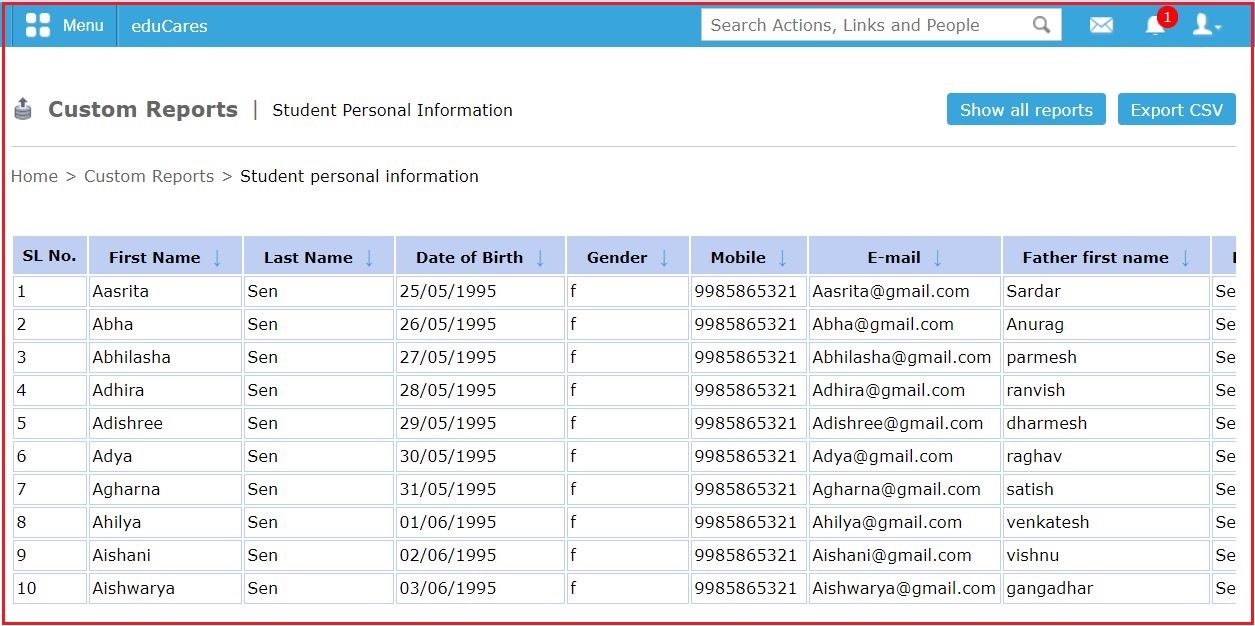 Menu eduCares Search Actions, Links and People 1
Custom Reports | Student Personal Information Show all reports Export CSV
Home > Custom Reports > Student personal information
SL No. First Name ↓ Last Name ↓ Date of Birth ↓ Gender ↓ Mobile ↓ E-mail ↓ Father first name ↓
1 Aasrita Sen 25/05/1995 f 9985865321 Aasrita@gmail.com Sardar Se
2 Abha Sen 26/05/1995 f 9985865321 Abha@gmail.com Anurag Se
3 Abhilasha Sen 27/05/1995 f 9985865321 Abhilasha@gmail.com parmesh Se
4 Adhira Sen 28/05/1995 f 9985865321 Adhira@gmail.com ranvish Se
5 Adishree Sen 29/05/1995 f 9985865321 Adishree@gmail.com dharmesh Se
6 Adya Sen 30/05/1995 f 9985865321 Adya@gmail.com raghav Se
7 Agharna Sen 31/05/1995 f 9985865321 Agharna@gmail.com satish Se
8 Ahilya Sen 01/06/1995 f 9985865321 Ahilya@gmail.com venkatesh Se
9 Aishani Sen 02/06/1995 f 9985865321 Aishani@gmail.com vishnu Se
10 Aishwarya Sen 03/06/1995 f 9985865321 Aishwarya@gmail.com gangadhar Se